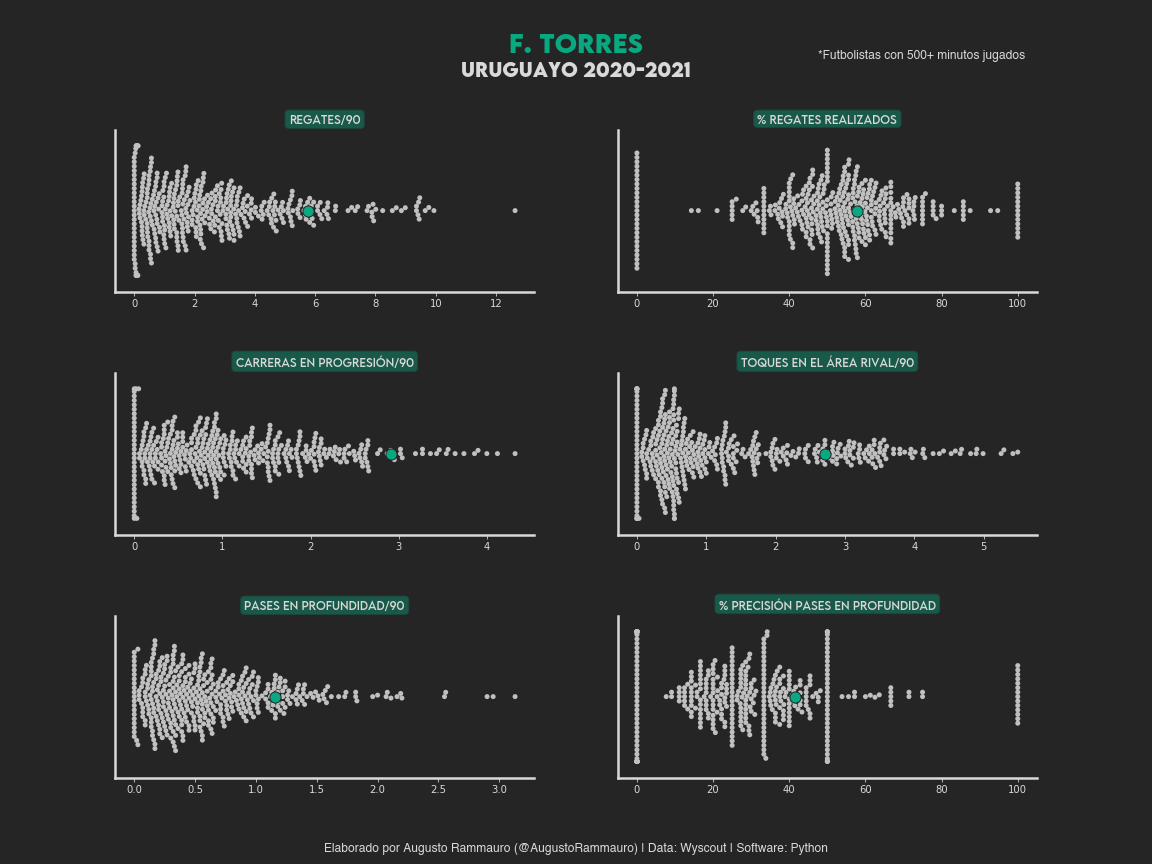 F. TORRES
URUGUAYO 2020-2021
*Futbolistas con 500+ minutos jugados
REGATES/90
0 2 4 6 8 10 12
% REGATES REALIZADOS
0 20 40 60 80 100
CARRERAS EN PROGRESIÓN/90
0 1 2 3 4
TOQUES EN EL ÁREA RIVAL/90
0 1 2 3 4 5
PASES EN PROFUNDIDAD/90
0.0 0.5 1.0 1.5 2.0 2.5 3.0
% PRECISIÓN PASES EN PROFUNDIDAD
0 20 40 60 80 100
Elaborado por Augusto Rammauro (@AugustoRammauro) | Data: Wyscout | Software: Python